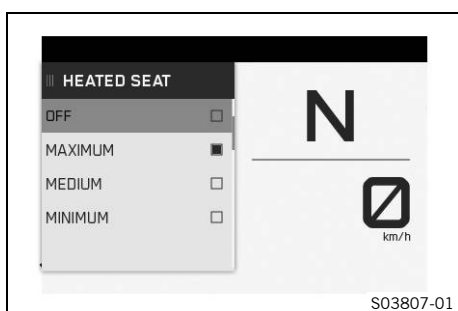 HEATED SEAT
OFF
MAXIMUM
MEDIUM
MINIMUM
N
0
km/h
S03807-01